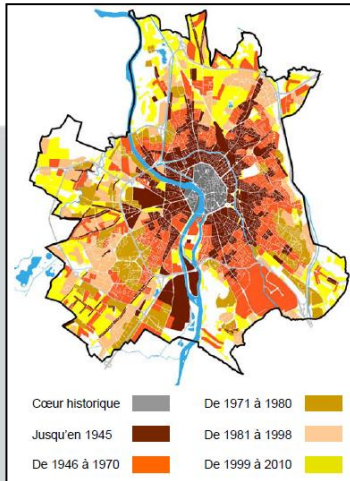 Cœur historique
De 1971 à 1980
Jusqu'en 1945
De 1981 à 1998
De 1946 à 1970
De 1999 à 2010